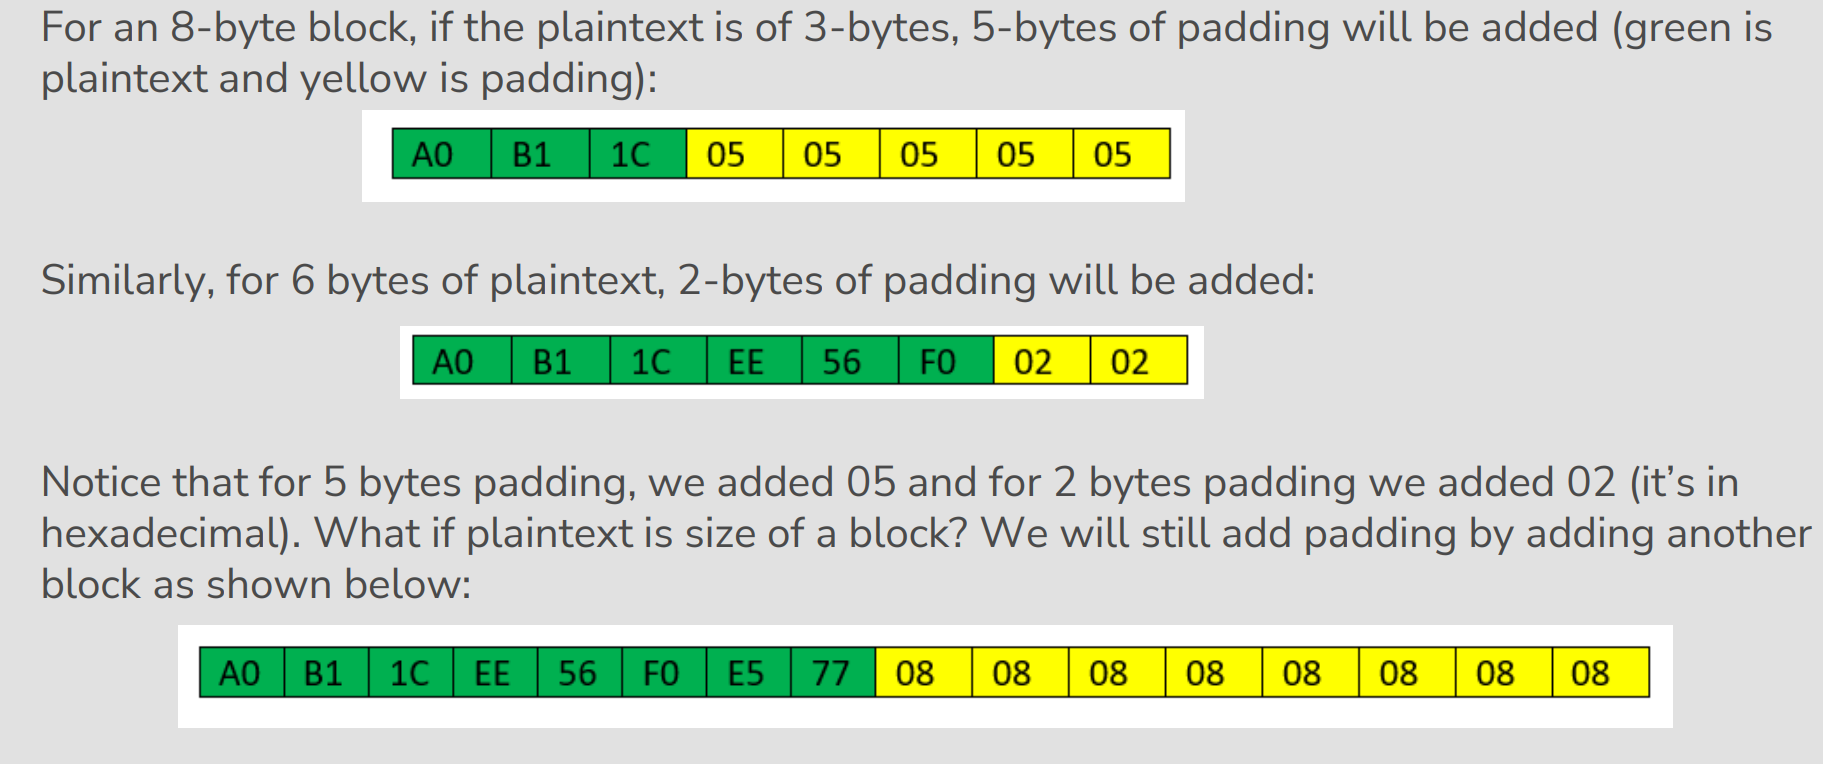 For an 8-byte block, if the plaintext is of 3-bytes, 5-bytes of padding will be added (green is
plaintext and yellow is padding):
A0 B1 1C 05 05 05 05 05
Similarly, for 6 bytes of plaintext, 2-bytes of padding will be added:
A0 B1 1C EE 56 F0 02 02
Notice that for 5 bytes padding, we added 05 and for 2 bytes padding we added 02 (it’s in
hexadecimal). What if plaintext is size of a block? We will still add padding by adding another
block as shown below:
A0 B1 1C EE 56 F0 E5 77 08 08 08 08 08 08 08 08